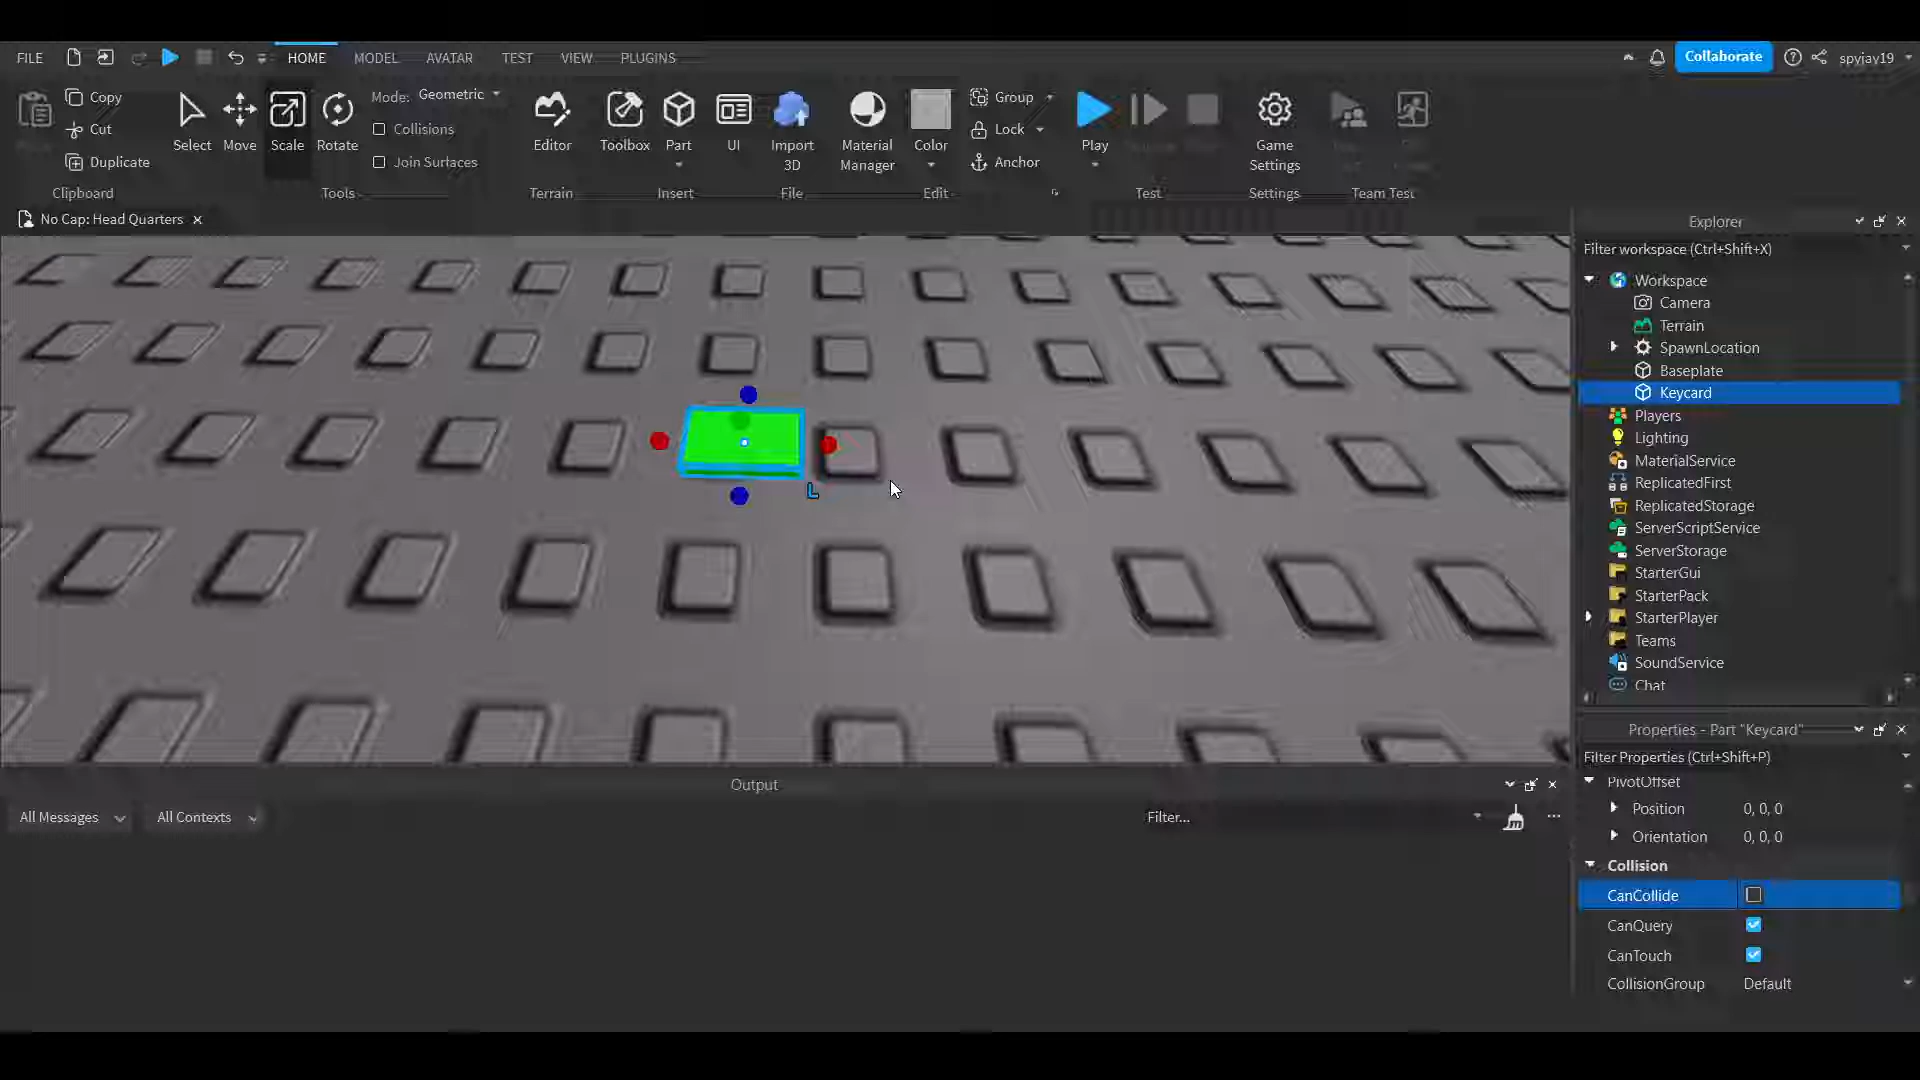 FILE HOME MODEL AVATAR TEST VIEW PLUGINS Collaborate spyjay19
Copy
Cut
Duplicate
Clipboard
Select Move Scale Rotate
Mode: Geometric
Collisions
Join Surfaces
Tools
Editor
Terrain
Toolbox Part UI
Insert
Import
3D
File
Material
Manager
Color
Group
Lock
Anchor
Edit
Play
Test
Game
Settings
Settings
Team Test
No Cap: Head Quarters
Explorer
Filter workspace (Ctrl+Shift+X)
Workspace
Camera
Terrain
SpawnLocation
Baseplate
Keycard
Players
Lighting
MaterialService
ReplicatedFirst
ReplicatedStorage
ServerScriptService
ServerStorage
StarterGui
StarterPack
StarterPlayer
Teams
SoundService
Chat
L
Output
All Messages All Contexts Filter...
Properties - Part "Keycard"
Filter Properties (Ctrl+Shift+P)
PivotOffset
Position 0, 0, 0
Orientation 0, 0, 0
Collision
CanCollide
CanQuery
CanTouch
CollisionGroup Default